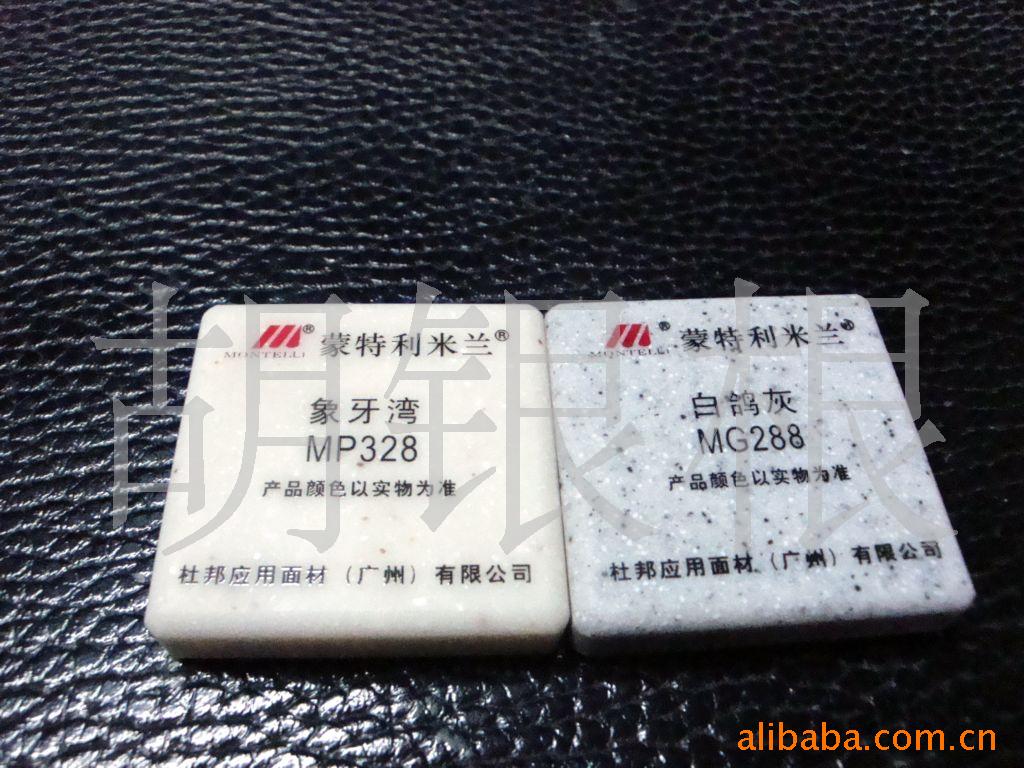 MONTELLI® 蒙特利米兰®
象牙湾
MP328
产品颜色以实物为准
杜邦应用面材（广州）有限公司
MONTELLI® 蒙特利米兰®
白鸽灰
MG288
产品颜色以实物为准
杜邦应用面材（广州）有限公司
胡银根
alibaba.com.cn